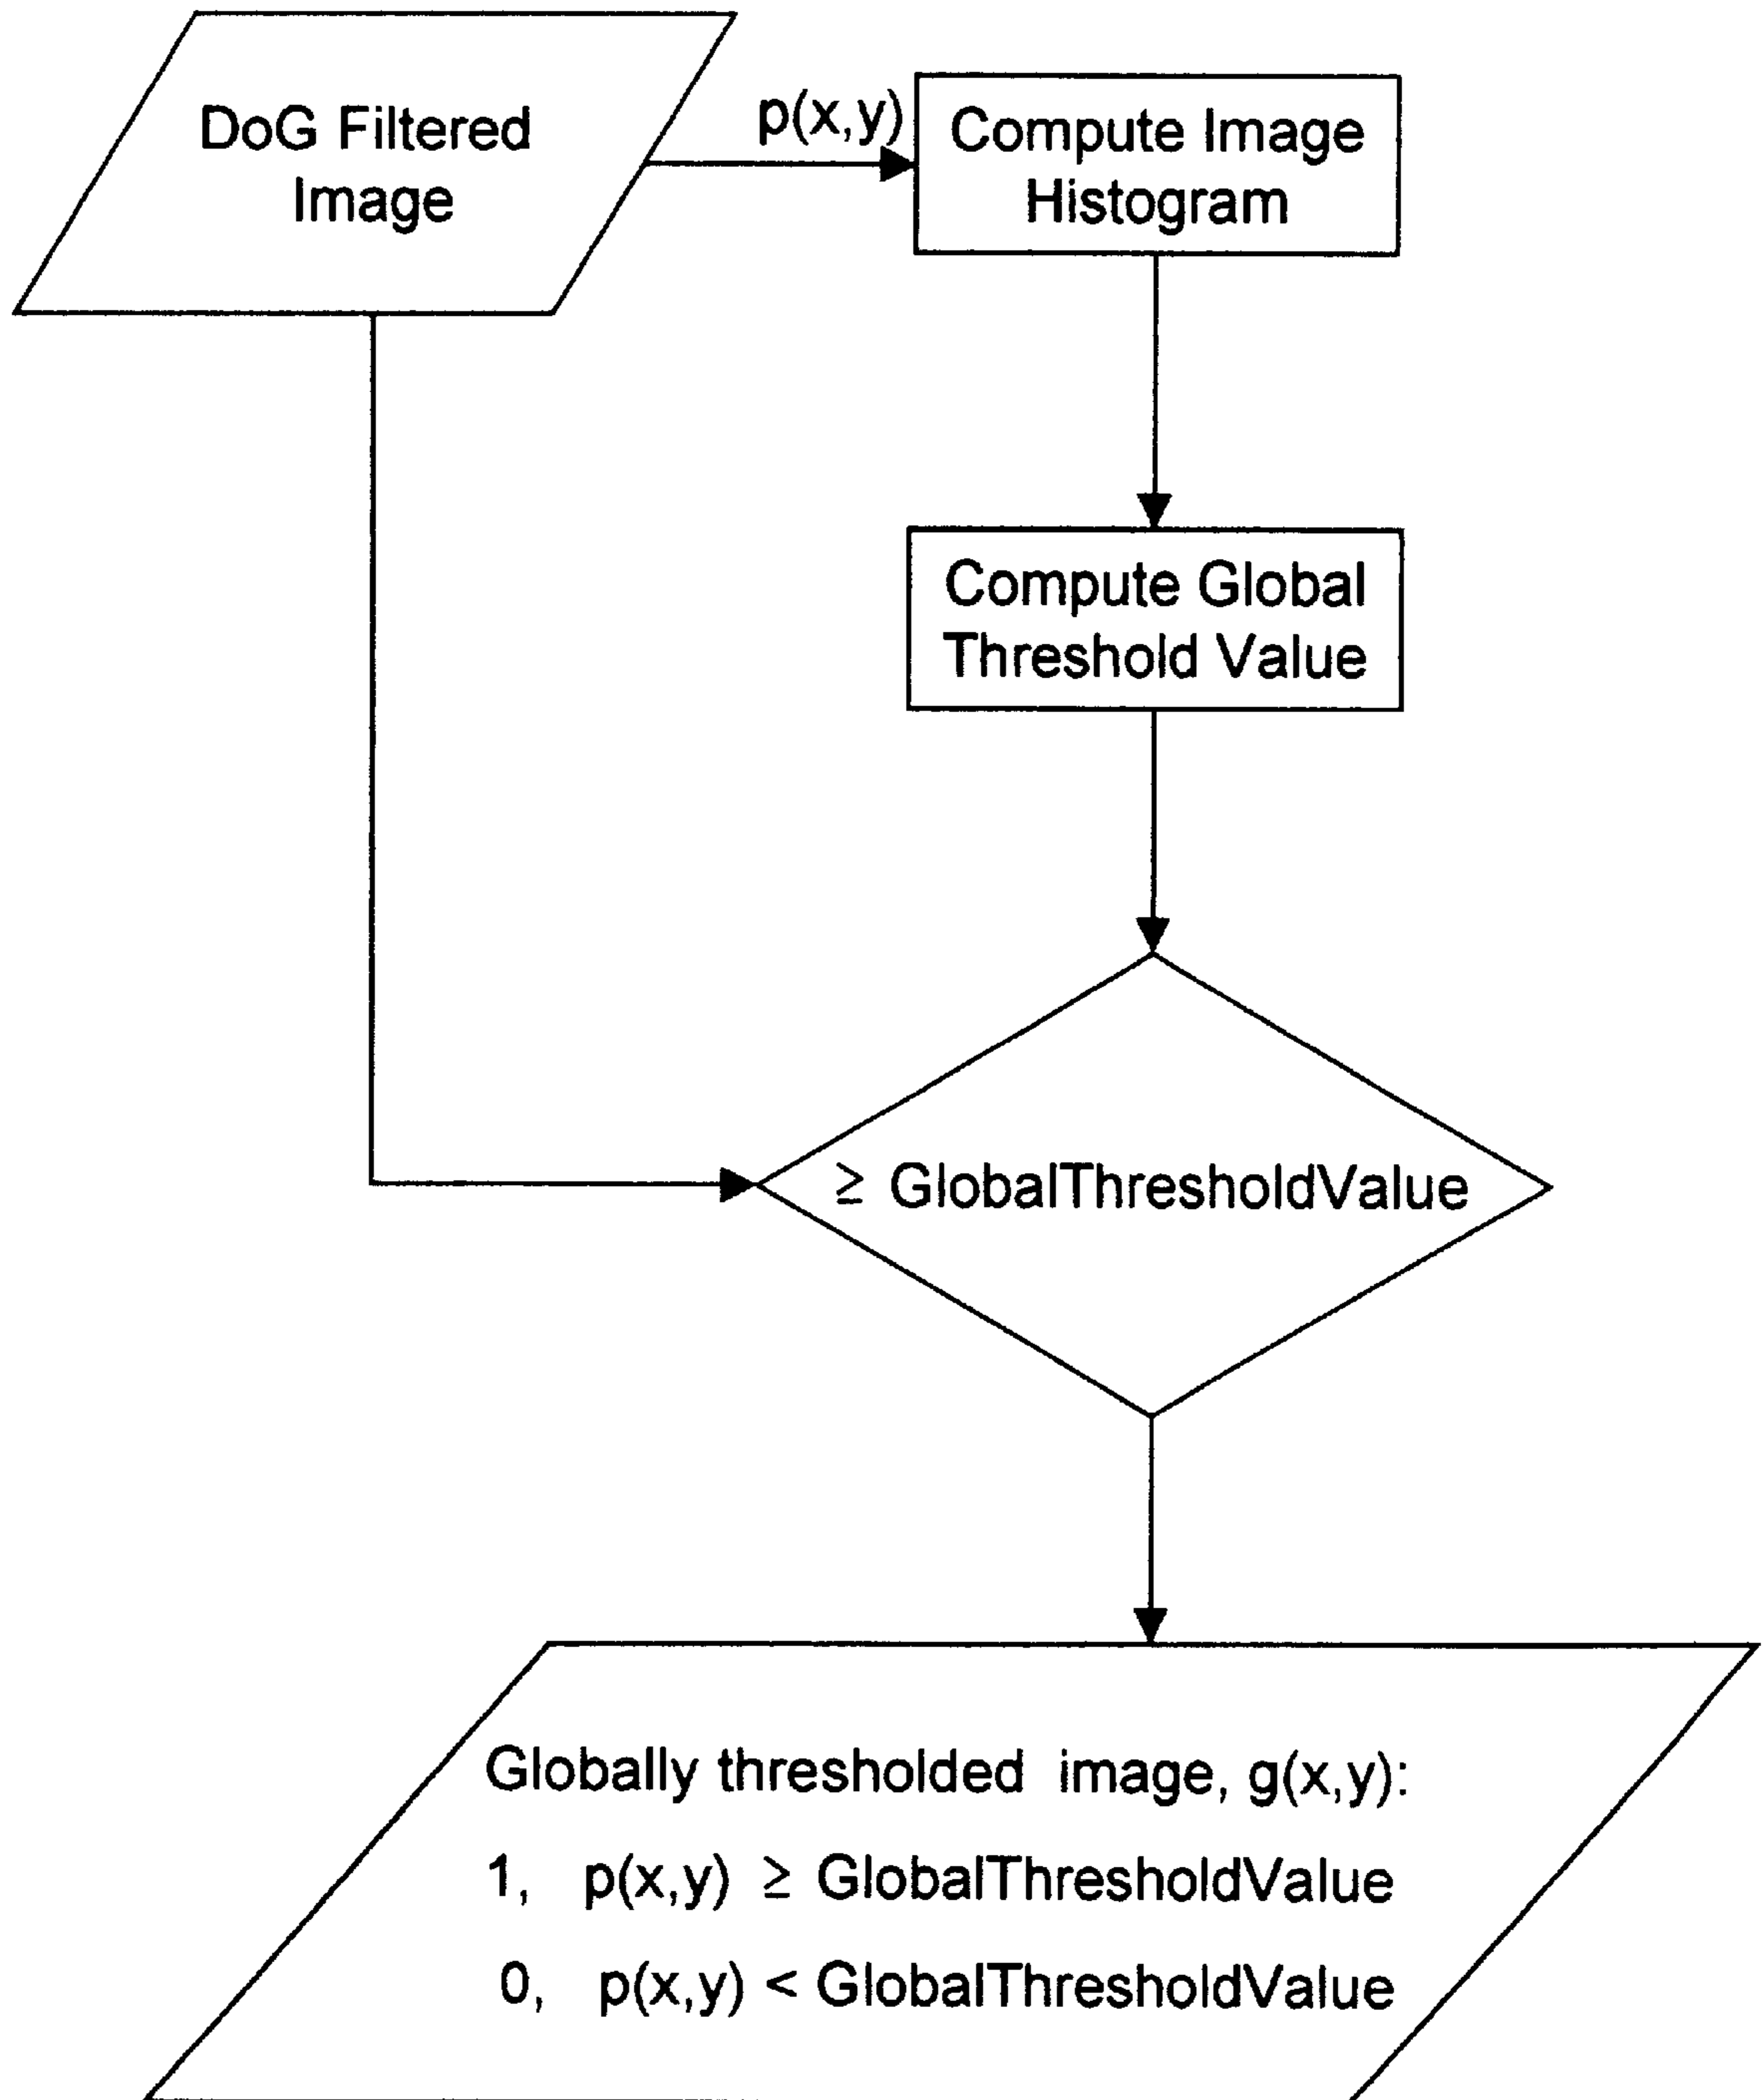 DoG Filtered
Image
p(x,y)
Compute Image
Histogram
Compute Global
Threshold Value
≥ GlobalThresholdValue
Globally thresholded image, g(x,y):
1, p(x,y) ≥ GlobalThresholdValue
0, p(x,y) < GlobalThresholdValue